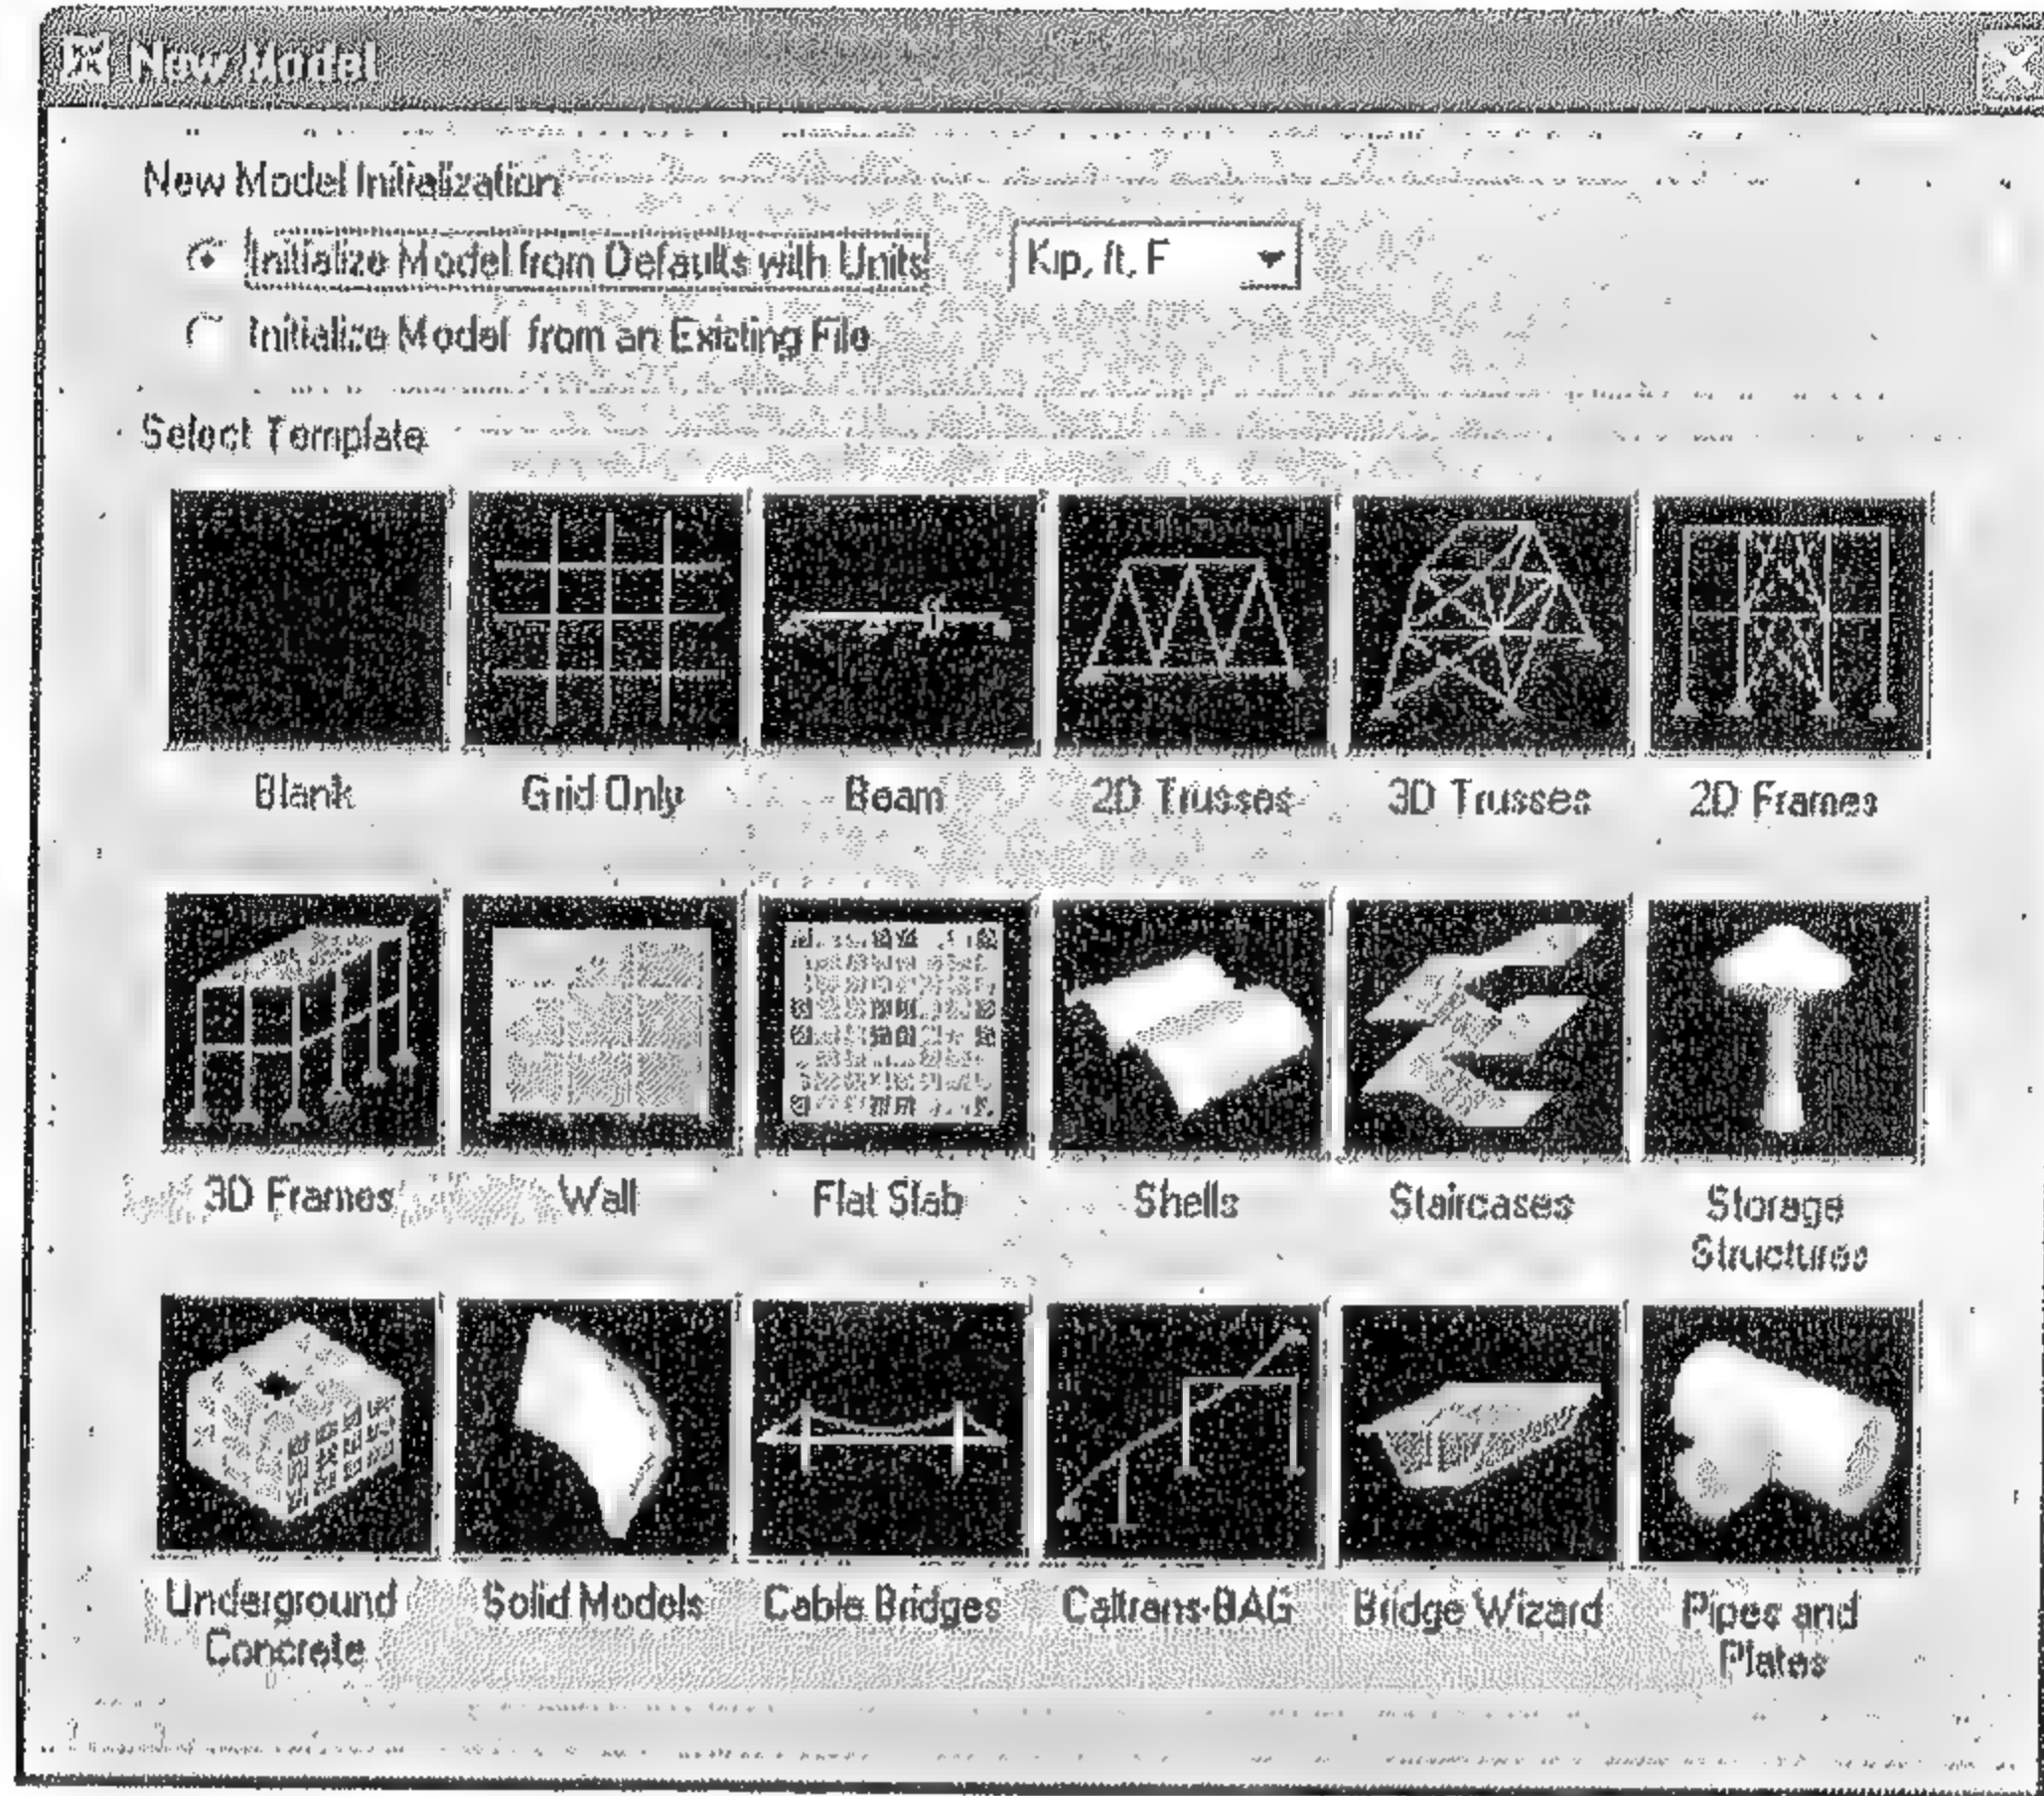 New Model
New Model Initialization
Initialize Model from Defaults with Units Kip, ft, F
Initialize Model from an Existing File
Select Template
Blank Grid Only Beam 2D Trusses 3D Trusses 2D Frames
3D Frames Wall Flat Slab Shells Staircases Storage
Structures
Underground Solid Models Cable Bridges Caltrans-BAG Bridge Wizard Pipes and
Concrete Plates